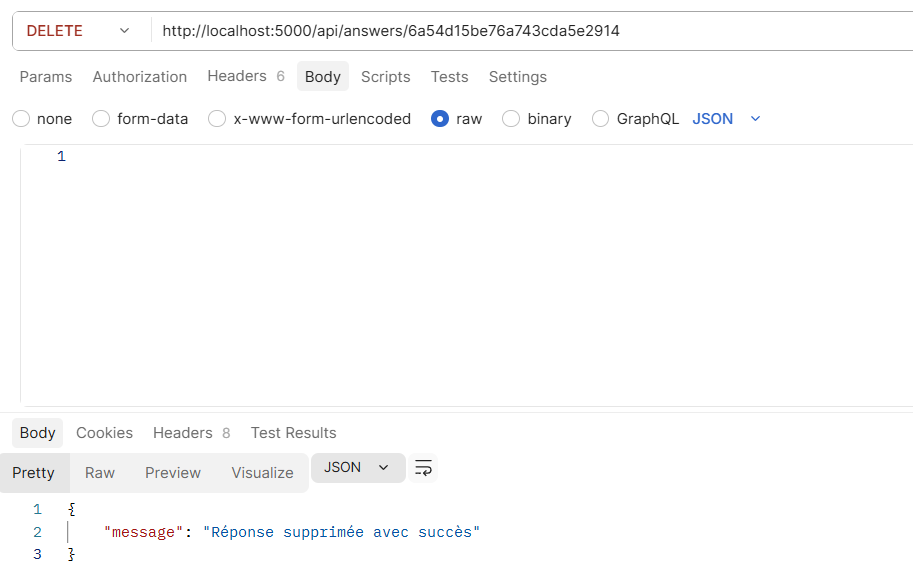 DELETE http://localhost:5000/api/answers/6a54d15be76a743cda5e2914
Params Authorization Headers 6 Body Scripts Tests Settings
none form-data x-www-form-urlencoded raw binary GraphQL JSON
1
Body Cookies Headers 8 Test Results
Pretty Raw Preview Visualize JSON
1 {
2 "message": "Réponse supprimée avec succès"
3 }